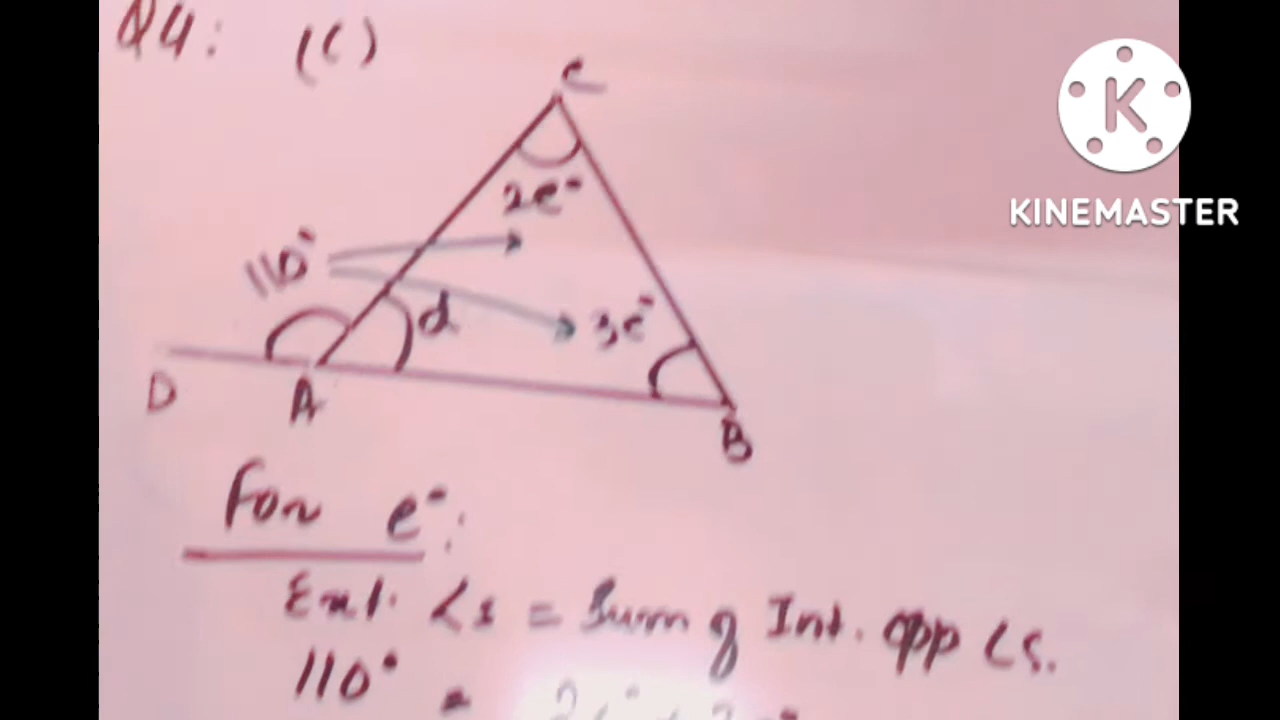 Q4: (C)
C
2e°
110°
d
3e°
D
A
B
For e°:
Ext. ∠s = Sum of Int. opp ∠s.
110° =
KINEMASTER